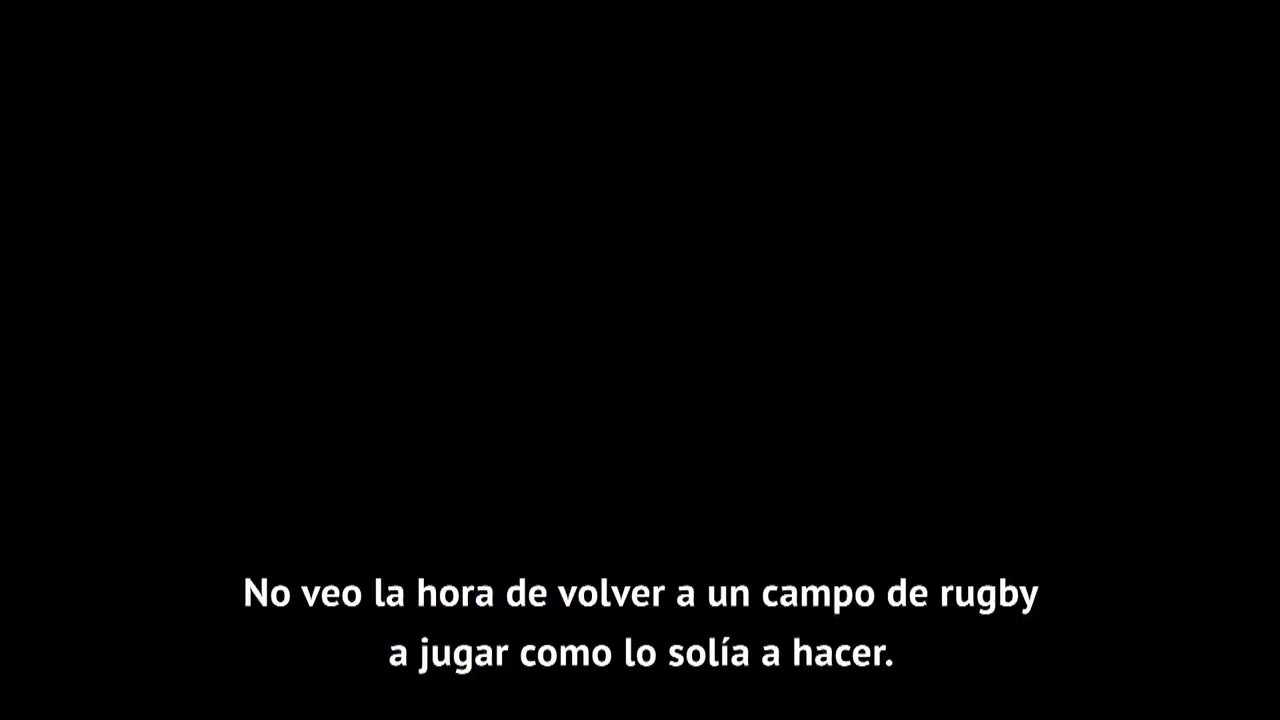 No veo la hora de volver a un campo de rugby
a jugar como lo solía a hacer.